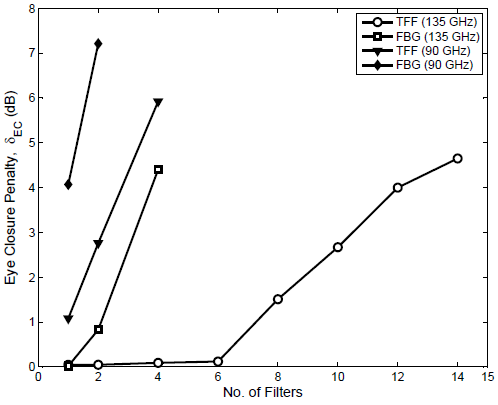 TFF (135 GHz)
FBG (135 GHz)
TFF (90 GHz)
FBG (90 GHz)
Eye Closure Penalty, δEC (dB)
8
7
6
5
4
3
2
1
0
0 2 4 6 8 10 12 14 15
No. of Filters